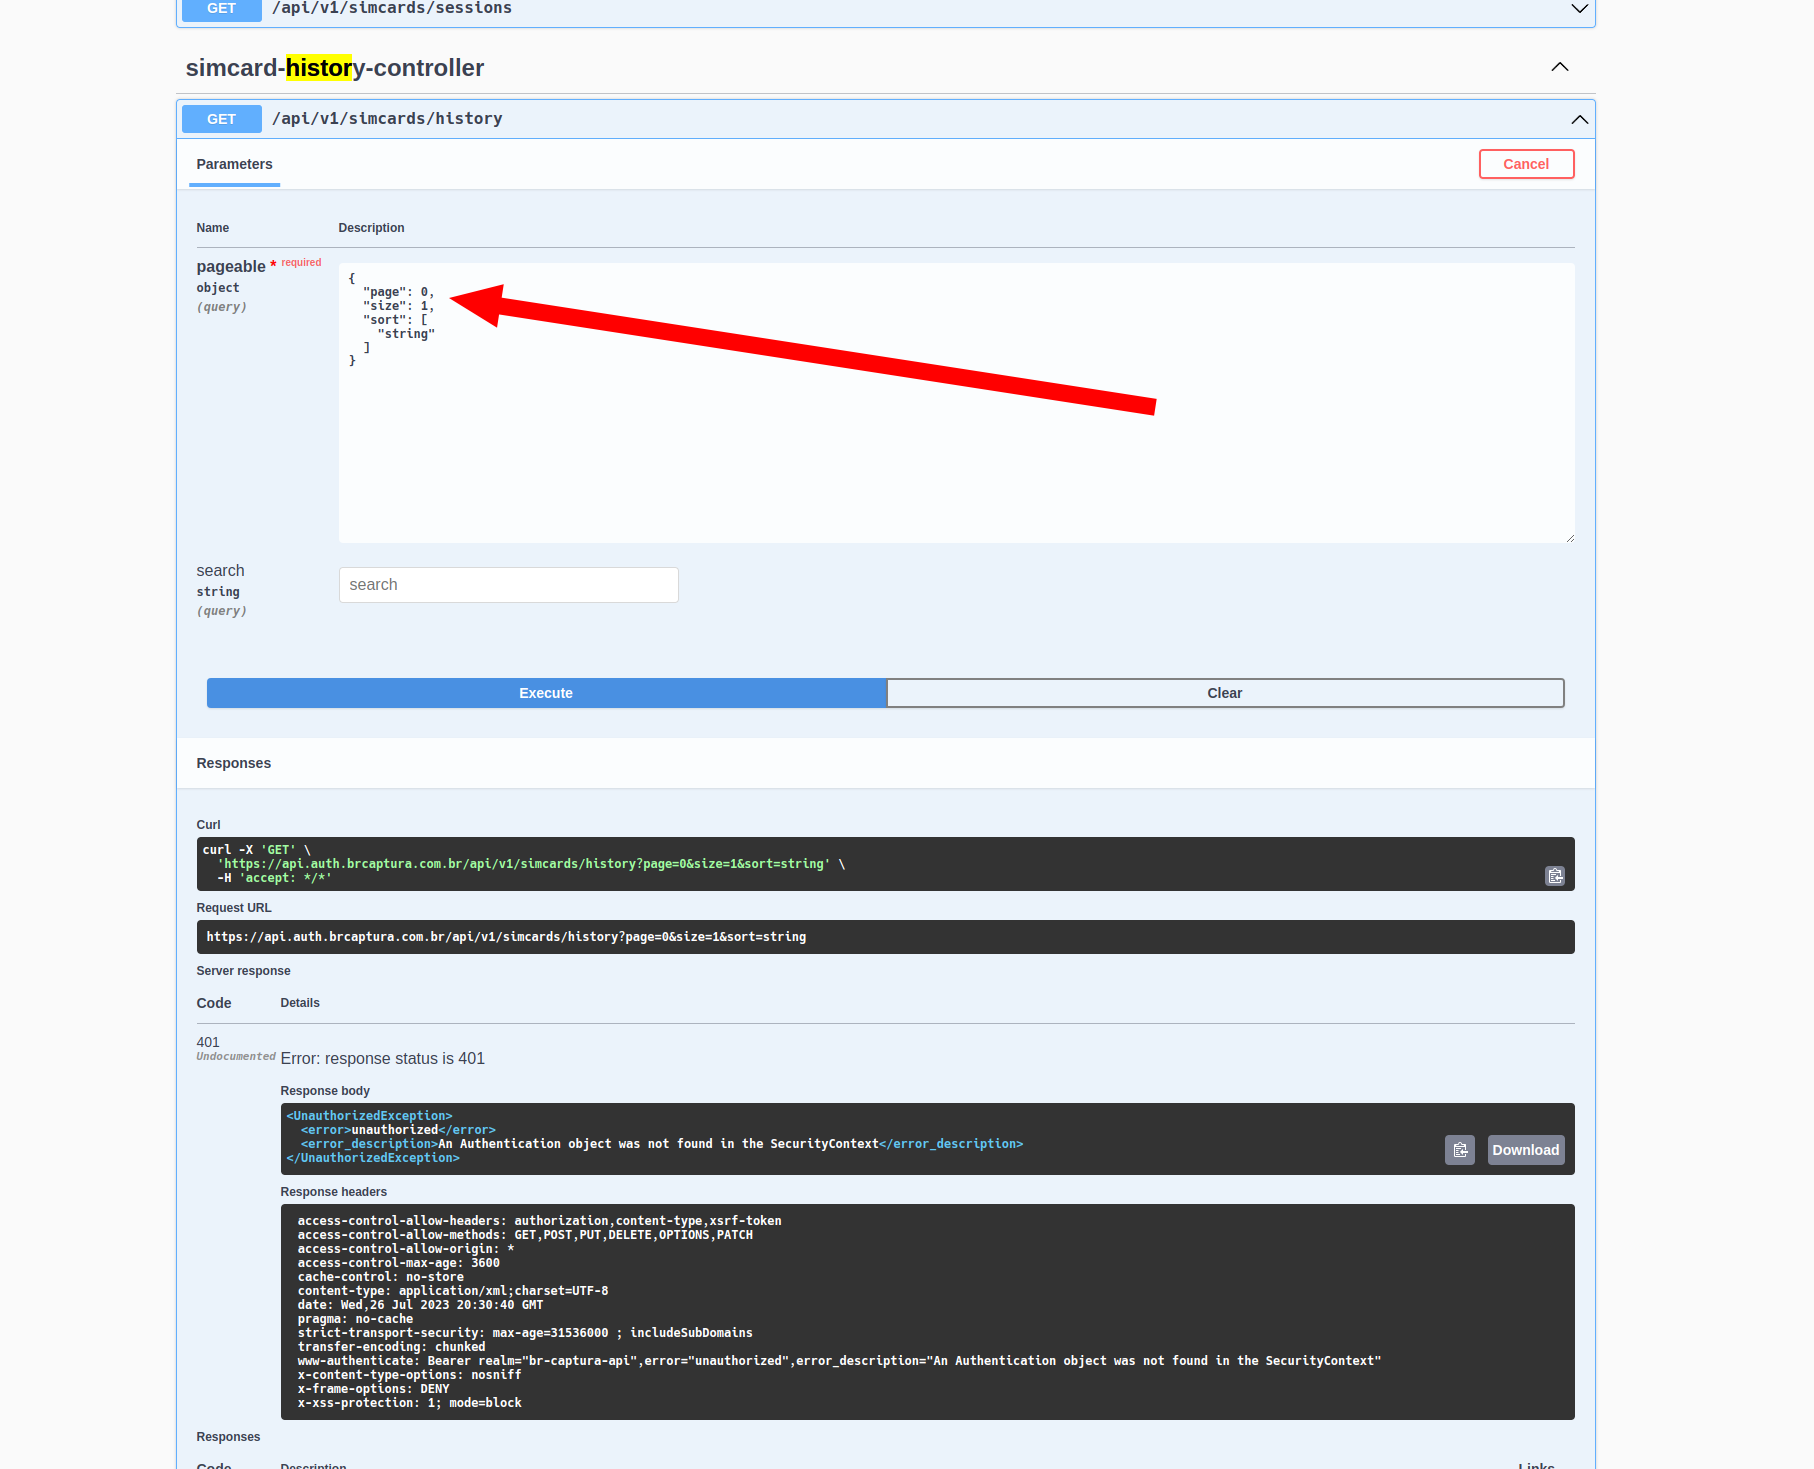 GET /api/v1/simcards/sessions
simcard-history-controller
GET /api/v1/simcards/history
Parameters
Cancel
Name Description
pageable * required
object
(query)
{
  "page": 0,
  "size": 1,
  "sort": [
    "string"
  ]
}
search
string
(query)
search
Execute Clear
Responses
Curl
curl -X 'GET' \
  'https://api.auth.brcaptura.com.br/api/v1/simcards/history?page=0&size=1&sort=string' \
  -H 'accept: */*'
Request URL
https://api.auth.brcaptura.com.br/api/v1/simcards/history?page=0&size=1&sort=string
Server response
Code Details
401
Undocumented
Error: response status is 401
Response body
<UnauthorizedException>
  <error>unauthorized</error>
  <error_description>An Authentication object was not found in the SecurityContext</error_description>
</UnauthorizedException>
Download
Response headers
access-control-allow-headers: authorization,content-type,xsrf-token
access-control-allow-methods: GET,POST,PUT,DELETE,OPTIONS,PATCH
access-control-allow-origin: *
access-control-max-age: 3600
cache-control: no-store
content-type: application/xml;charset=UTF-8
date: Wed,26 Jul 2023 20:30:40 GMT
pragma: no-cache
strict-transport-security: max-age=31536000 ; includeSubDomains
transfer-encoding: chunked
www-authenticate: Bearer realm="br-captura-api",error="unauthorized",error_description="An Authentication object was not found in the SecurityContext"
x-content-type-options: nosniff
x-frame-options: DENY
x-xss-protection: 1; mode=block
Responses
Code Description Links